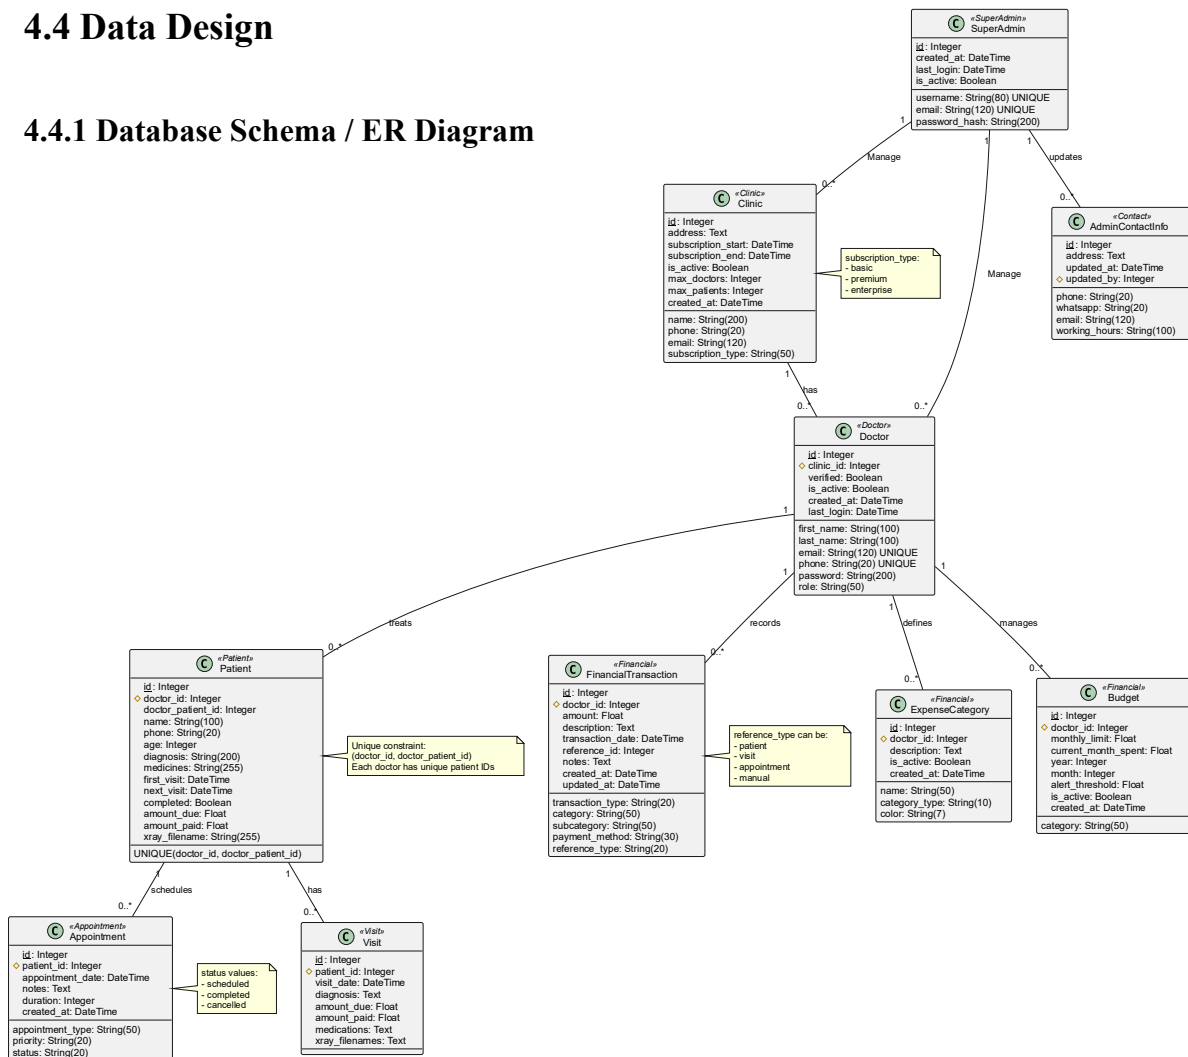 4.4 Data Design
4.4.1 Database Schema / ER Diagram
C
«SuperAdmin»
SuperAdmin
id: Integer
created_at: DateTime
last_login: DateTime
is_active: Boolean
username: String(80) UNIQUE
email: String(120) UNIQUE
password_hash: String(200)
1
1
1
Manage
updates
Manage
0..*
0..*
C
«Clinic»
Clinic
id: Integer
address: Text
subscription_start: DateTime
subscription_end: DateTime
is_active: Boolean
max_doctors: Integer
max_patients: Integer
created_at: DateTime
name: String(200)
phone: String(20)
email: String(120)
subscription_type: String(50)
subscription_type:
- basic
- premium
- enterprise
C
«Contact»
AdminContactInfo
id: Integer
address: Text
updated_at: DateTime
updated_by: Integer
phone: String(20)
whatsapp: String(20)
email: String(120)
working_hours: String(100)
1
has
0..*
0..*
C
«Doctor»
Doctor
id: Integer
clinic_id: Integer
verified: Boolean
is_active: Boolean
created_at: DateTime
last_login: DateTime
first_name: String(100)
last_name: String(100)
email: String(120) UNIQUE
phone: String(20) UNIQUE
password: String(200)
role: String(50)
1
1
1
1
treats
records
defines
manages
0..*
0..*
0..*
0..*
C
«Patient»
Patient
id: Integer
doctor_id: Integer
doctor_patient_id: Integer
name: String(100)
phone: String(20)
age: Integer
diagnosis: String(200)
medicines: String(255)
first_visit: DateTime
next_visit: DateTime
completed: Boolean
amount_due: Float
amount_paid: Float
xray_filename: String(255)
UNIQUE(doctor_id, doctor_patient_id)
Unique constraint:
(doctor_id, doctor_patient_id)
Each doctor has unique patient IDs
C
«Financial»
FinancialTransaction
id: Integer
doctor_id: Integer
amount: Float
description: Text
transaction_date: DateTime
reference_id: Integer
notes: Text
created_at: DateTime
updated_at: DateTime
transaction_type: String(20)
category: String(50)
subcategory: String(50)
payment_method: String(30)
reference_type: String(20)
reference_type can be:
- patient
- visit
- appointment
- manual
C
«Financial»
ExpenseCategory
id: Integer
doctor_id: Integer
description: Text
is_active: Boolean
created_at: DateTime
name: String(50)
category_type: String(10)
color: String(7)
C
«Financial»
Budget
id: Integer
doctor_id: Integer
monthly_limit: Float
current_month_spent: Float
year: Integer
month: Integer
alert_threshold: Float
is_active: Boolean
created_at: DateTime
category: String(50)
1
1
schedules
has
0..*
0..*
C
«Appointment»
Appointment
id: Integer
patient_id: Integer
appointment_date: DateTime
notes: Text
duration: Integer
created_at: DateTime
appointment_type: String(50)
priority: String(20)
status: String(20)
status values:
- scheduled
- completed
- cancelled
C
«Visit»
Visit
id: Integer
patient_id: Integer
visit_date: DateTime
diagnosis: Text
amount_due: Float
amount_paid: Float
medications: Text
xray_filenames: Text